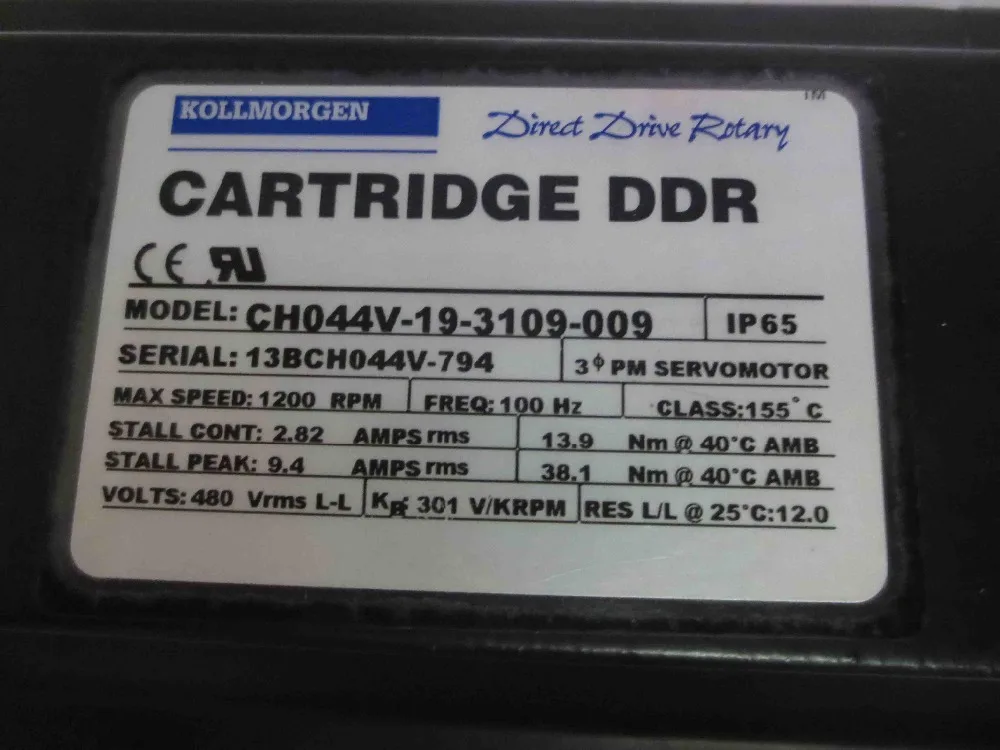 KOLLMORGEN
Direct Drive Rotary™
CARTRIDGE DDR
CE RU
MODEL: CH044V-19-3109-009 IP65
SERIAL: 13BCH044V-794 3Φ PM SERVOMOTOR
MAX SPEED: 1200 RPM FREQ: 100 Hz CLASS:155°C
STALL CONT: 2.82 AMPS rms 13.9 Nm @ 40°C AMB
STALL PEAK: 9.4 AMPS rms 38.1 Nm @ 40°C AMB
VOLTS: 480 Vrms L-L KB: 301 V/KRPM RES L/L @ 25°C:12.0